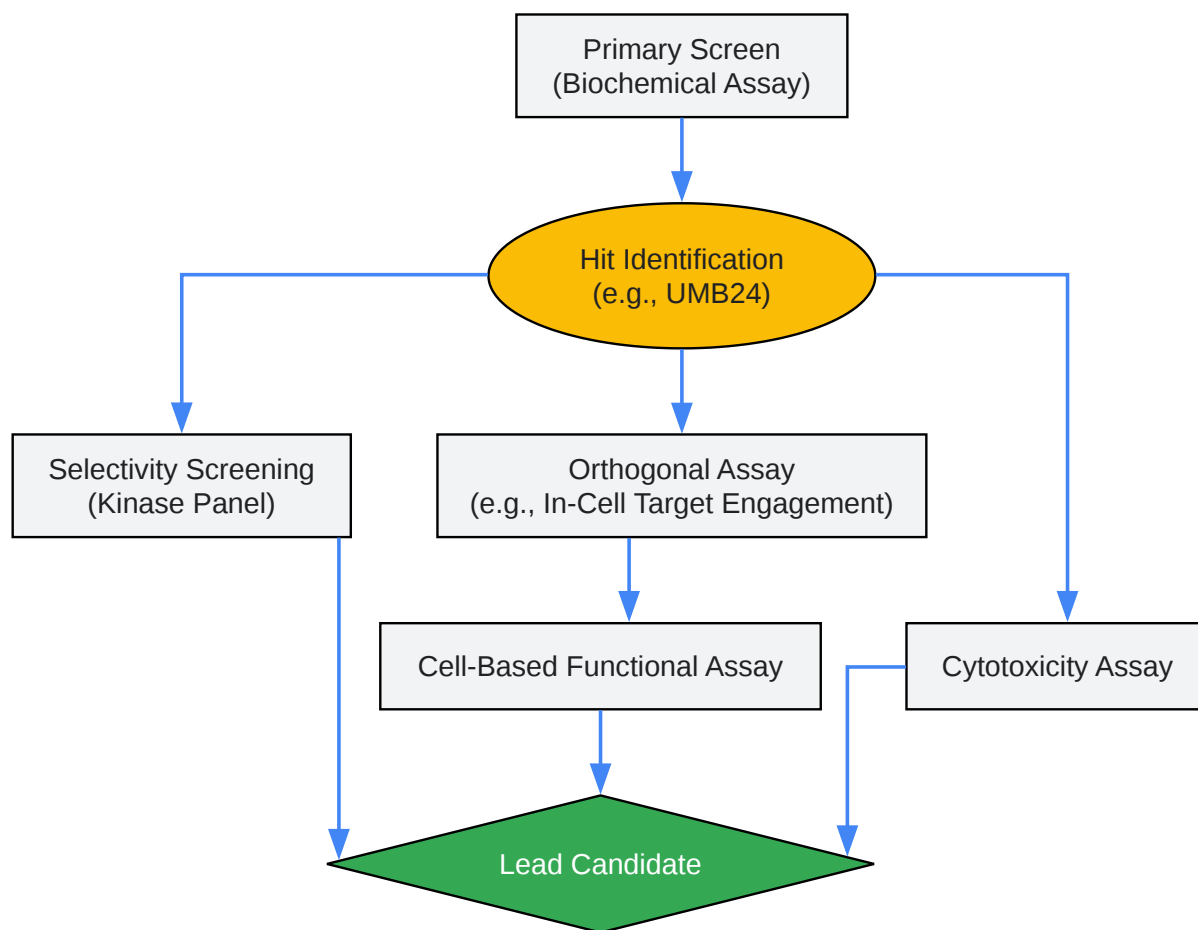 Primary Screen
(Biochemical Assay)
Hit Identification
(e.g., UMB24)
Selectivity Screening
(Kinase Panel)
Orthogonal Assay
(e.g., In-Cell Target Engagement)
Cell-Based Functional Assay
Cytotoxicity Assay
Lead Candidate